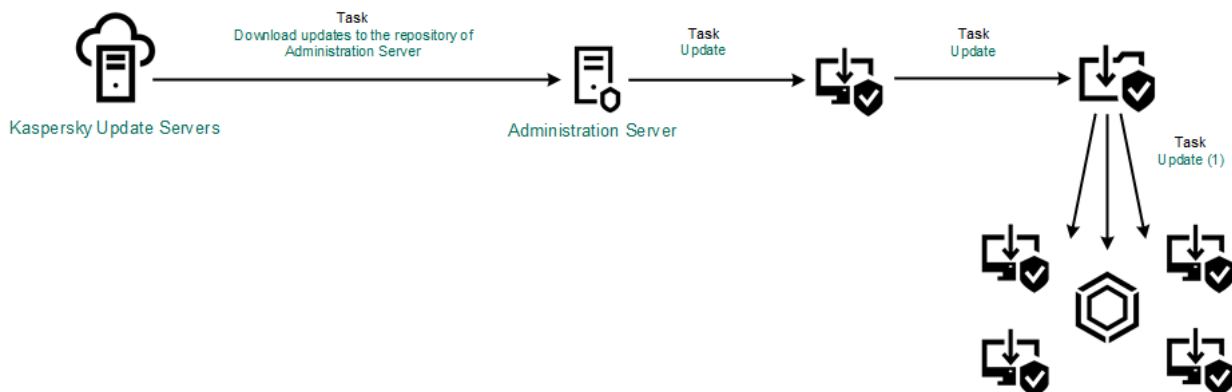 Task
Download updates to the repository of
Administration Server
Task
Update
Task
Update
Kaspersky Update Servers
Administration Server
Task
Update (1)